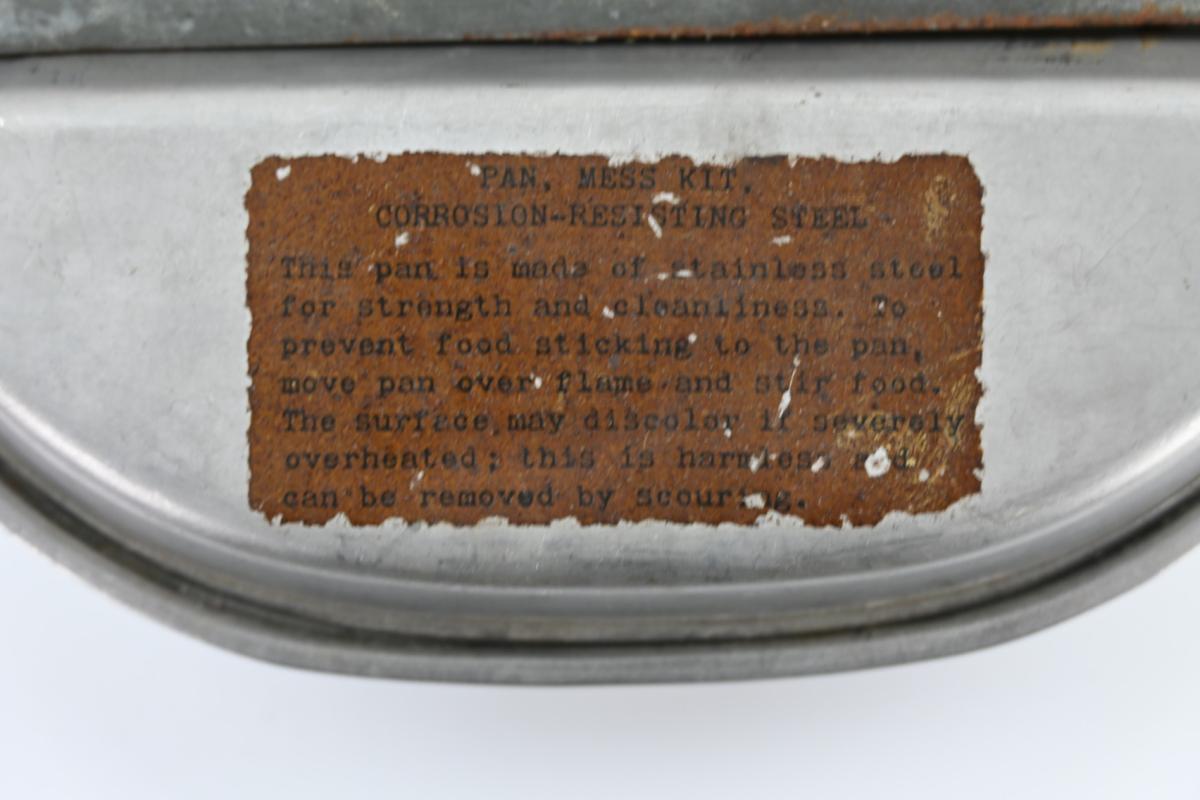 PAN, MESS KIT,
CORROSION-RESISTING STEEL
This pan is made of stainless steel
for strength and cleanliness. To
prevent food sticking to the pan,
move pan over flame and stir food.
The surface may discolor if severely
overheated; this is harmless and
can be removed by scouring.